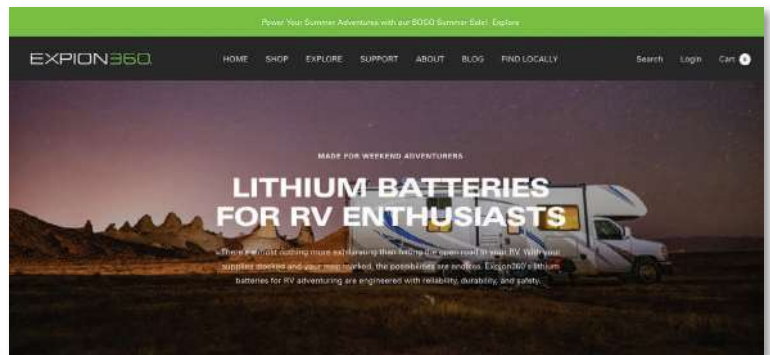 Power Your Summer Adventures with our BOGO Summer Sale! Explore
EXPION360
HOME SHOP EXPLORE SUPPORT ABOUT BLOG FIND LOCALLY
Search Login Cart 0
MADE FOR WEEKEND ADVENTURERS
LITHIUM BATTERIES
FOR RV ENTHUSIASTS
There's almost nothing more exhilarating than hitting the open road in your RV. With your
supplies stocked and your map marked, the possibilities are endless. Expion360's lithium
batteries for RV adventuring are engineered with reliability, durability, and safety.